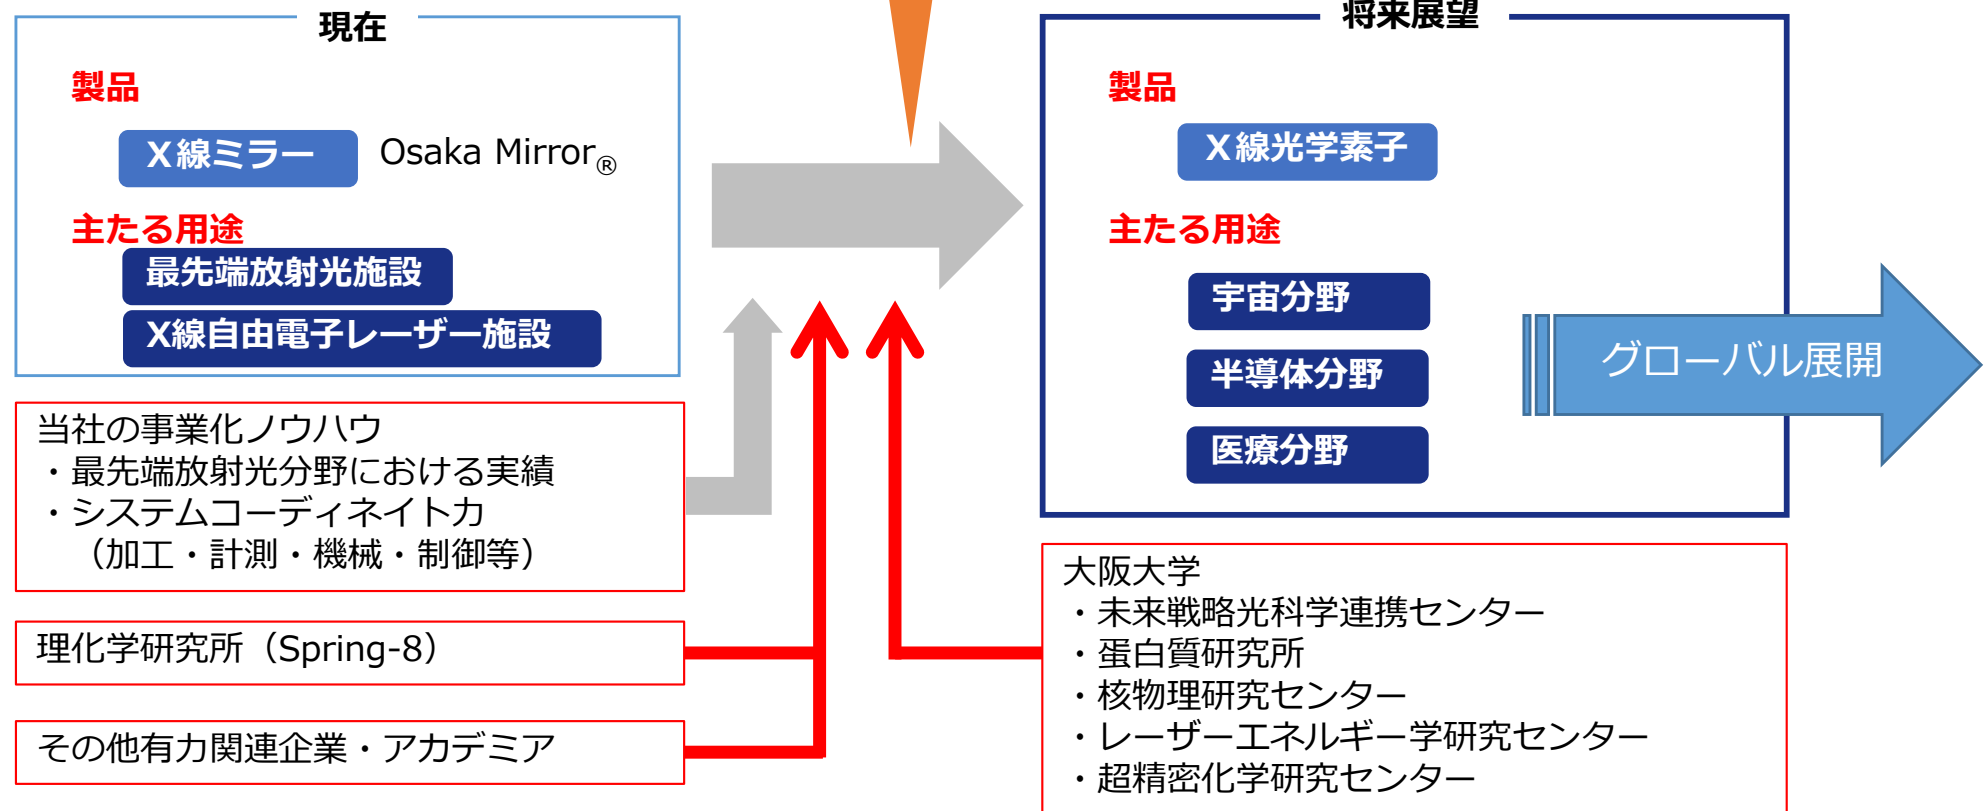 現在
製品
X線ミラー
Osaka Mirror®
主たる用途
最先端放射光施設
X線自由電子レーザー施設
当社の事業化ノウハウ
・最先端放射光分野における実績
・システムコーディネイト力
（加工・計測・機械・制御等）
理化学研究所（Spring-8）
その他有力関連企業・アカデミア
将来展望
製品
X線光学素子
主たる用途
宇宙分野
半導体分野
医療分野
グローバル展開
大阪大学
・未来戦略光科学連携センター
・蛋白質研究所
・核物理研究センター
・レーザーエネルギー学研究センター
・超精密化学研究センター